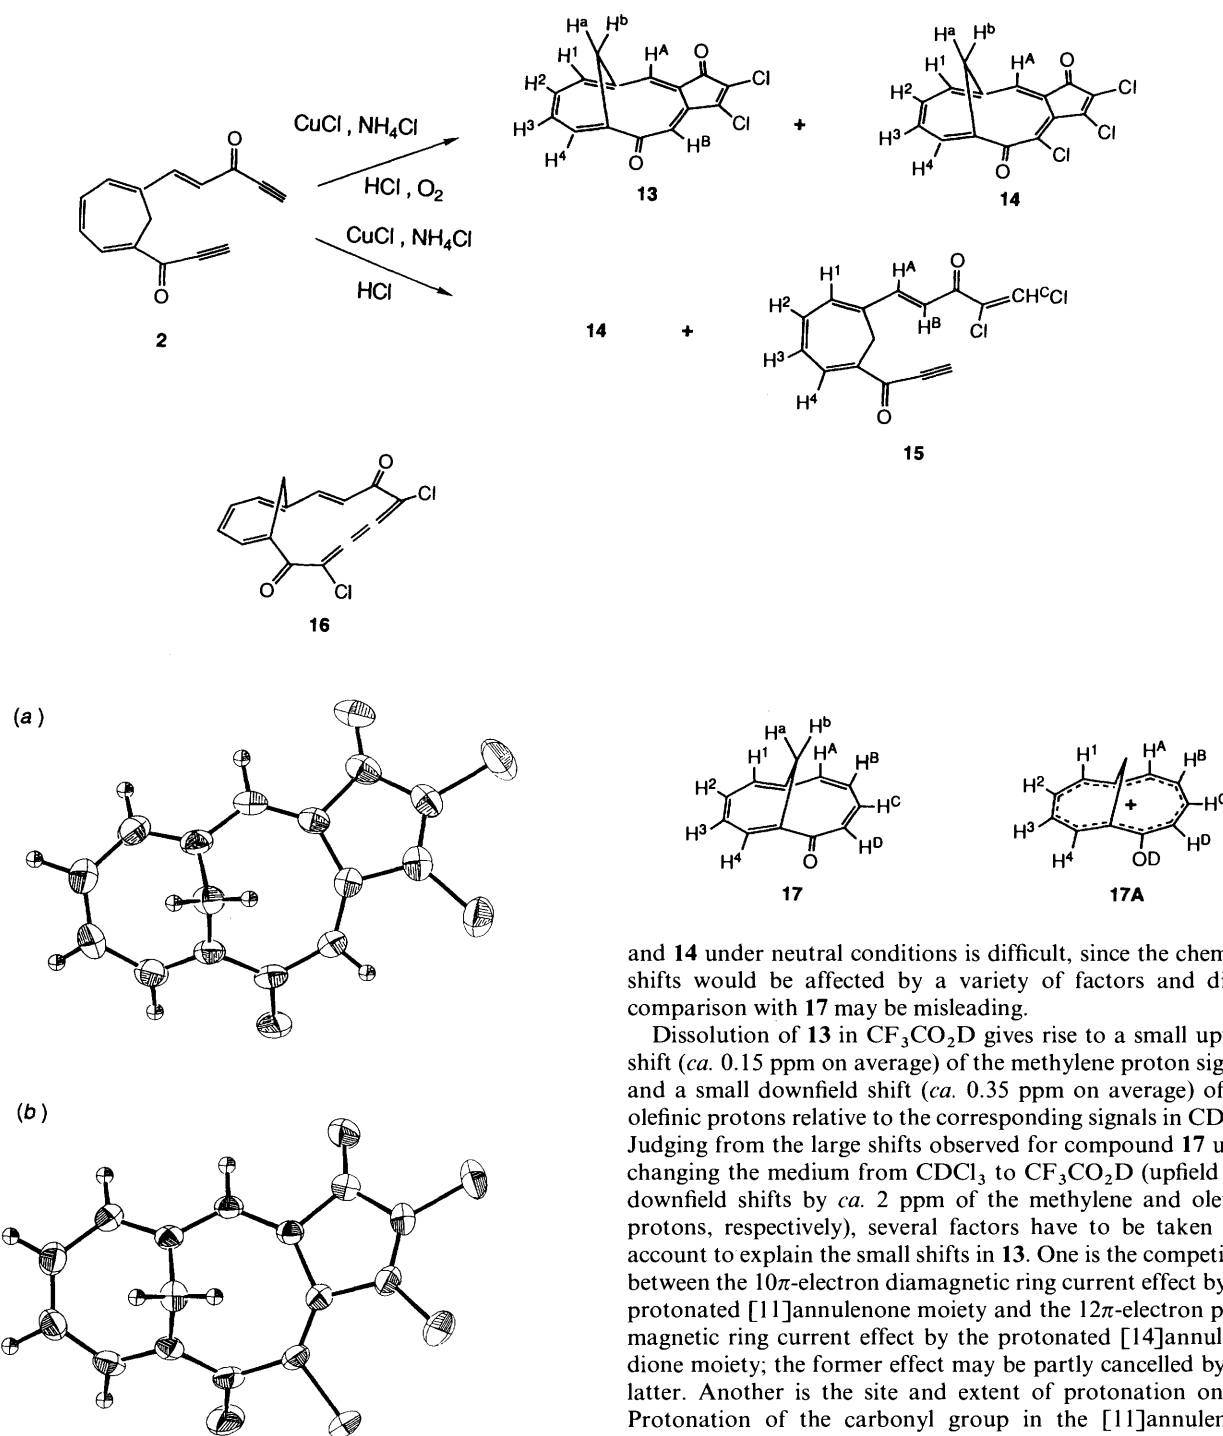 CuCl , NH₄Cl
HCl , O₂
CuCl , NH₄Cl
HCl
2
O
O
Hᵃ Hᵇ
H¹ Hᴬ O
H² Cl
H³ Cl
H⁴ O Hᴮ
13
+
Hᵃ Hᵇ
H¹ Hᴬ O
H² Cl
H³ Cl
H⁴ O Cl
14
14 +
H¹ Hᴬ O
H² CHᶜCl
Hᴮ Cl
H³
H⁴ O
15
O Cl
O Cl
16
(a)
(b)
Hᵃ Hᵇ
H¹ Hᴬ Hᴮ
H² Hᶜ
H³ Hᴰ
H⁴ O
17
H¹ Hᴬ Hᴮ
H² +
H³ Hᴰ
H⁴ OD
17A
and 14 under neutral conditions is difficult, since the chem
shifts would be affected by a variety of factors and di
comparison with 17 may be misleading.
Dissolution of 13 in CF₃CO₂D gives rise to a small up
shift (ca. 0.15 ppm on average) of the methylene proton sig
and a small downfield shift (ca. 0.35 ppm on average) of
olefinic protons relative to the corresponding signals in CD
Judging from the large shifts observed for compound 17 u
changing the medium from CDCl₃ to CF₃CO₂D (upfield
downfield shifts by ca. 2 ppm of the methylene and ole
protons, respectively), several factors have to be taken
account to explain the small shifts in 13. One is the competi
between the 10π-electron diamagnetic ring current effect by
protonated [11]annulenone moiety and the 12π-electron p
magnetic ring current effect by the protonated [14]annul
dione moiety; the former effect may be partly cancelled by
latter. Another is the site and extent of protonation on
Protonation of the carbonyl group in the [11]annulen